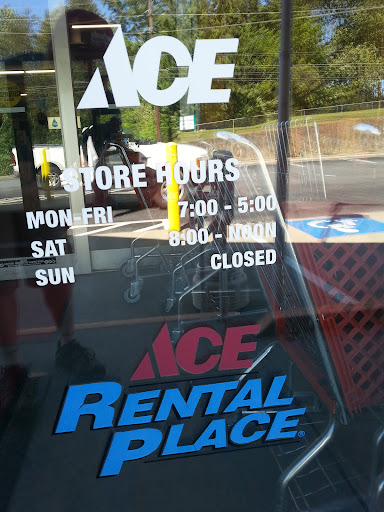 ACE
STORE HOURS
MON-FRI 7:00 - 5:00
SAT 8:00 - NOON
SUN CLOSED
ACE
RENTAL
PLACE®